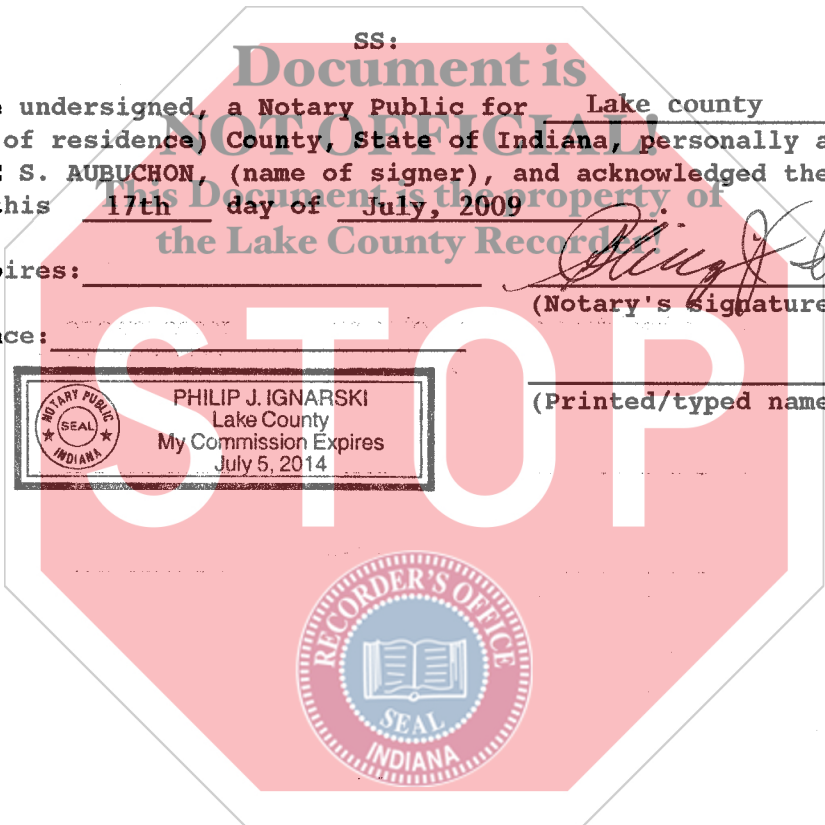 SS:
Document is
undersigned, a Notary Public for Lake county
NOT OFFICIAL!
of residence) County, State of Indiana, personally a
S. AUBUCHON, (name of signer), and acknowledged the
This Document is the property of
this 17th day of July, 2009 .
the Lake County Recorder!
ires:
(Notary's signature
ce:
STOP
PHILIP J. IGNARSKI
Lake County
My Commission Expires
July 5, 2014
NOTARY PUBLIC
SEAL
INDIANA
(Printed/typed name
RECORDER'S OFFICE
SEAL
INDIANA